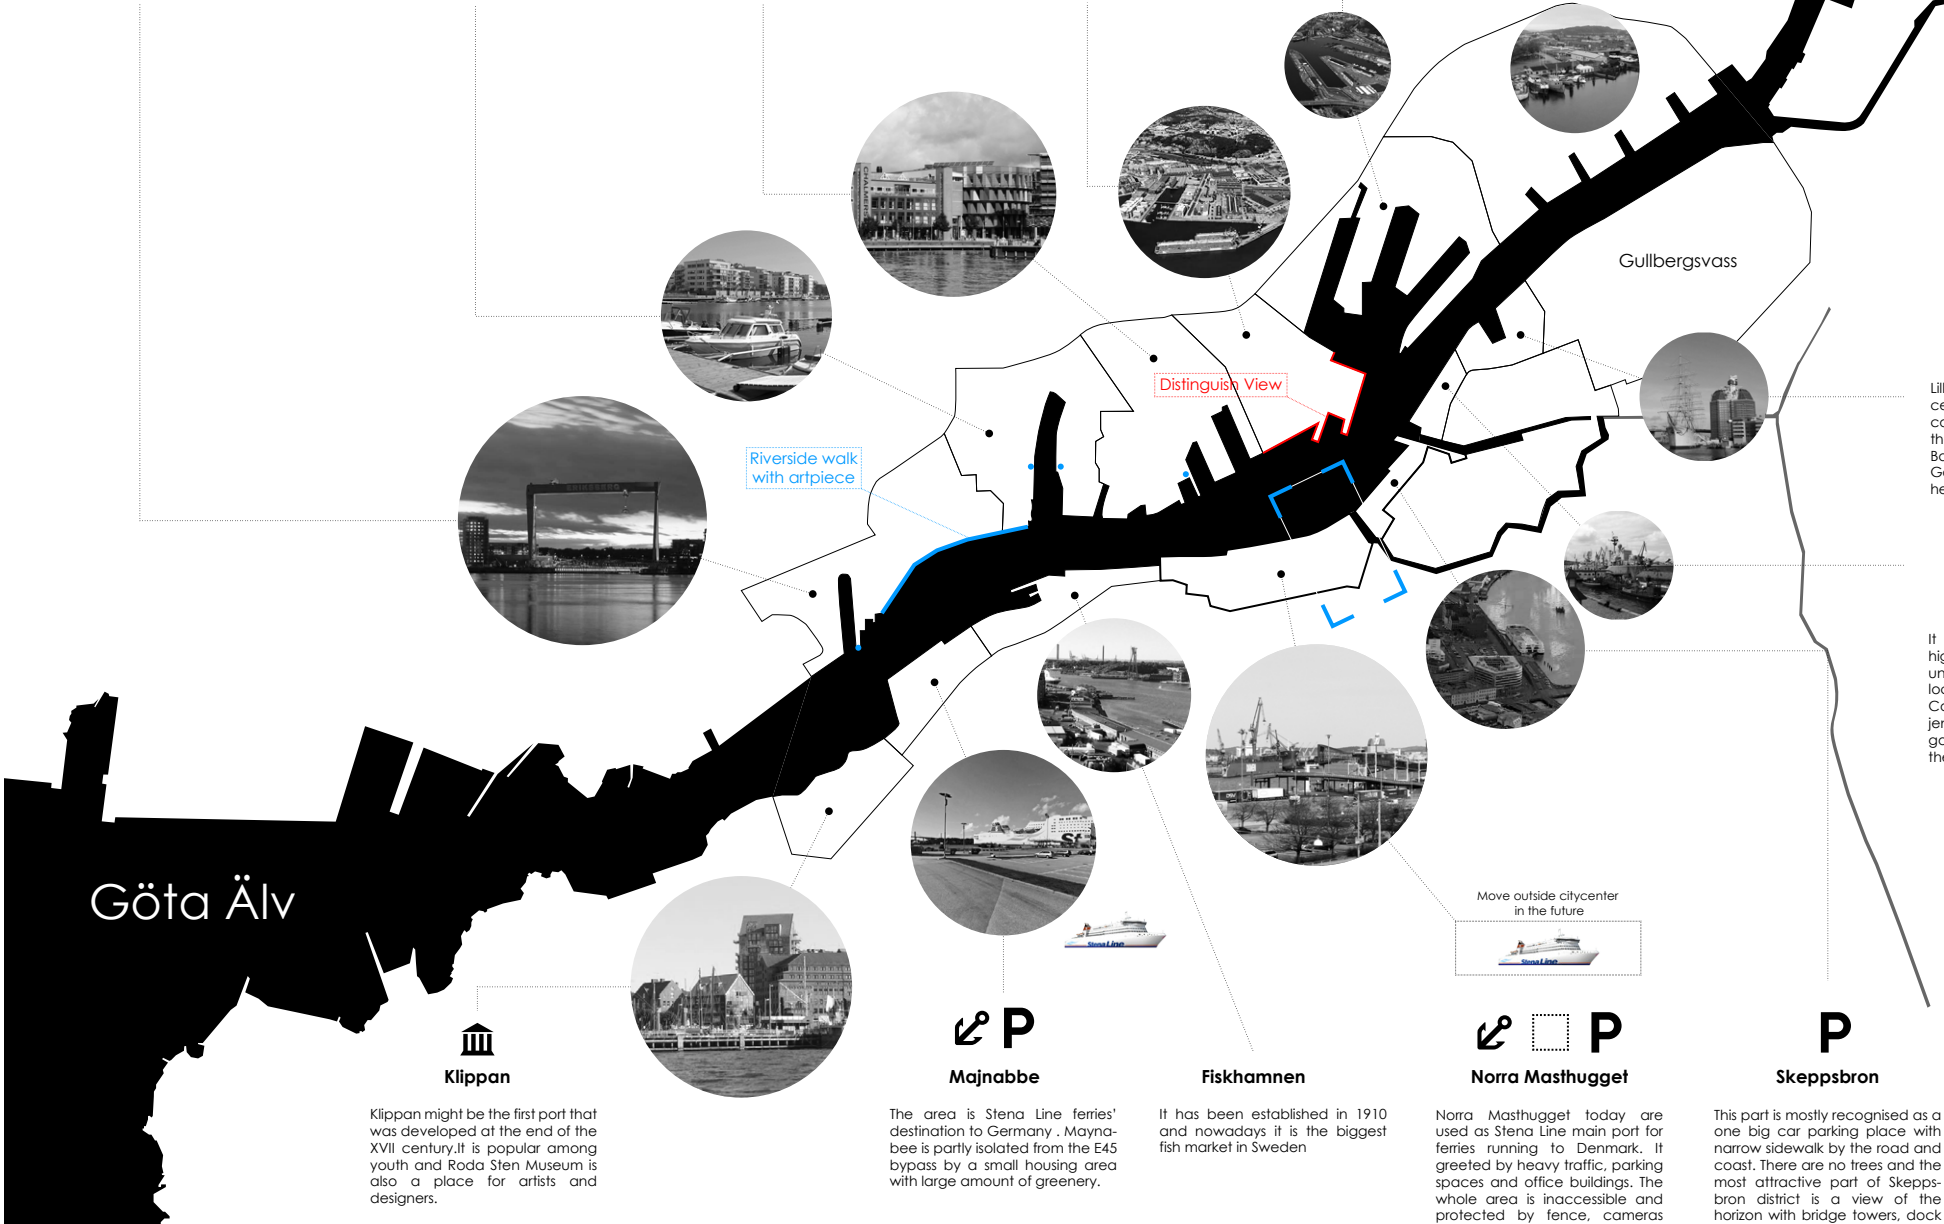 Gullbergsvass
Distinguish View
Riverside walk
with artpiece
CHALMERS
Göta Älv
Move outside citycenter
in the future
Stena Line
Stena Line
P
P
P
Klippan
Klippan might be the first port that
was developed at the end of the
XVII century.It is popular among
youth and Roda Sten Museum is
also a place for artists and
designers.
Majnabbe
The area is Stena Line ferries'
destination to Germany . Mayna-
bee is partly isolated from the E45
bypass by a small housing area
with large amount of greenery.
Fiskhamnen
It has been established in 1910
and nowadays it is the biggest
fish market in Sweden
Norra Masthugget
Norra Masthugget today are
used as Stena Line main port for
ferries running to Denmark. It
greeted by heavy traffic, parking
spaces and office buildings. The
whole area is inaccessible and
protected by fence, cameras
Skeppsbron
This part is mostly recognised as a
one big car parking place with
narrow sidewalk by the road and
coast. There are no trees and the
most attractive part of Skepps-
bron district is a view of the
horizon with bridge towers, dock
It